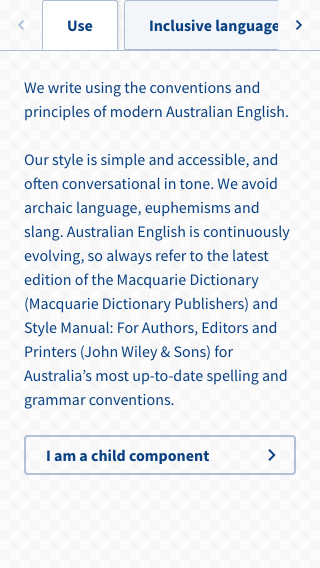 Use
Inclusive language
We write using the conventions and
principles of modern Australian English.
Our style is simple and accessible, and
often conversational in tone. We avoid
archaic language, euphemisms and
slang. Australian English is continuously
evolving, so always refer to the latest
edition of the Macquarie Dictionary
(Macquarie Dictionary Publishers) and
Style Manual: For Authors, Editors and
Printers (John Wiley & Sons) for
Australia’s most up-to-date spelling and
grammar conventions.
I am a child component